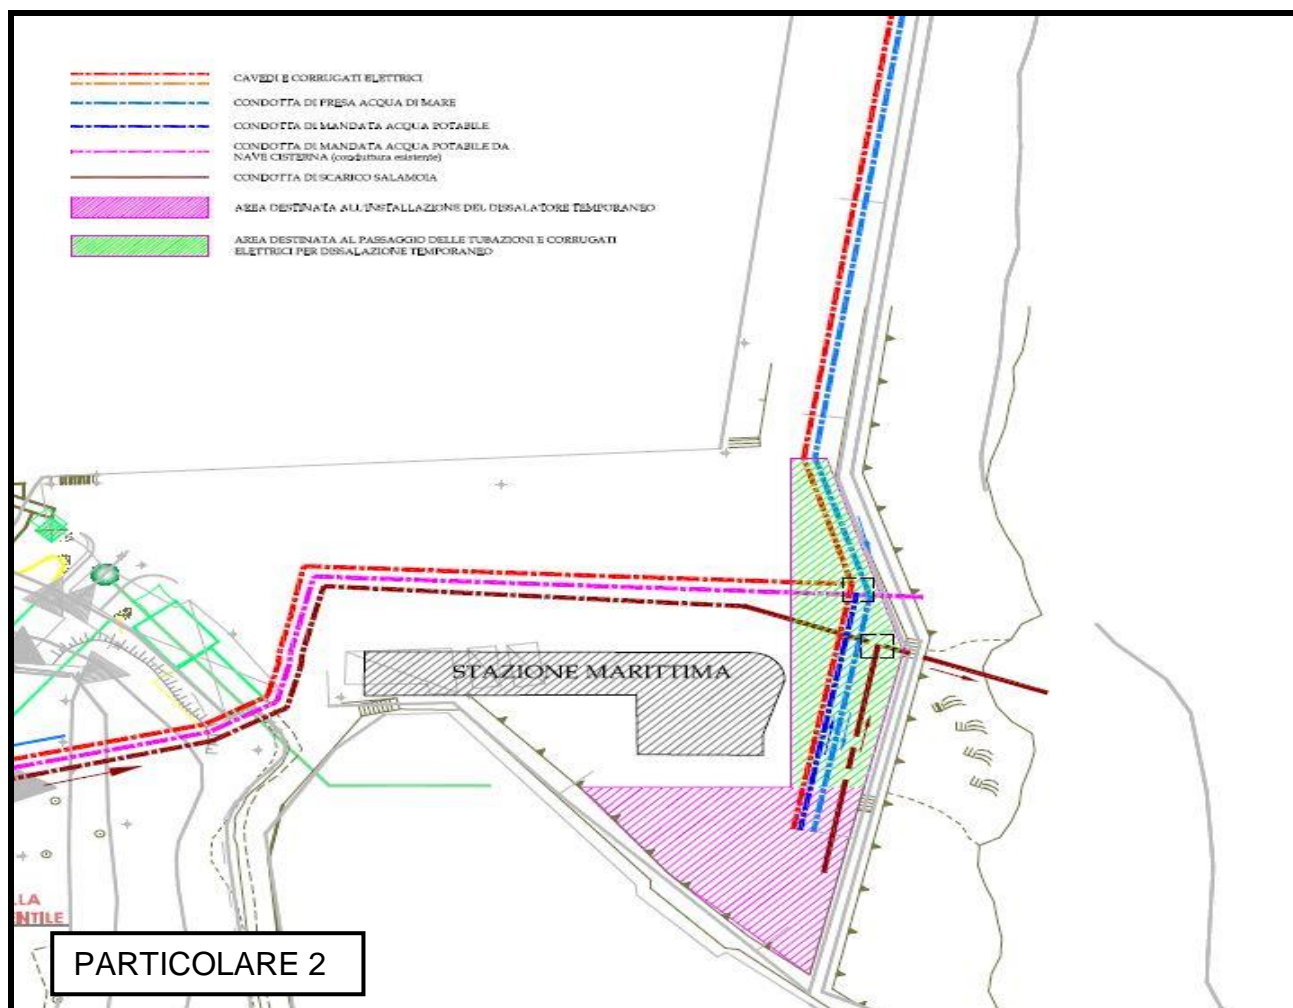 CAVEDI E CORRUGATI ELETTRICI
CONDOTTA DI PRESA ACQUA DI MARE
CONDOTTA DI MANDATA ACQUA POTABILE
CONDOTTA DI MANDATA ACQUA POTABILE DA
NAVE CISTERNA (conduttura esistente)
CONDOTTA DI SCARICO SALAMOIA
AREA DESTINATA ALL'INSTALLAZIONE DEL DISSALATORE TEMPORANEO
AREA DESTINATA AL PASSAGGIO DELLE TUBAZIONI E CORRUGATI
ELETTRICI PER DISSALAZIONE TEMPORANEO
STAZIONE MARITTIMA
LLA
ENTILE
PARTICOLARE 2